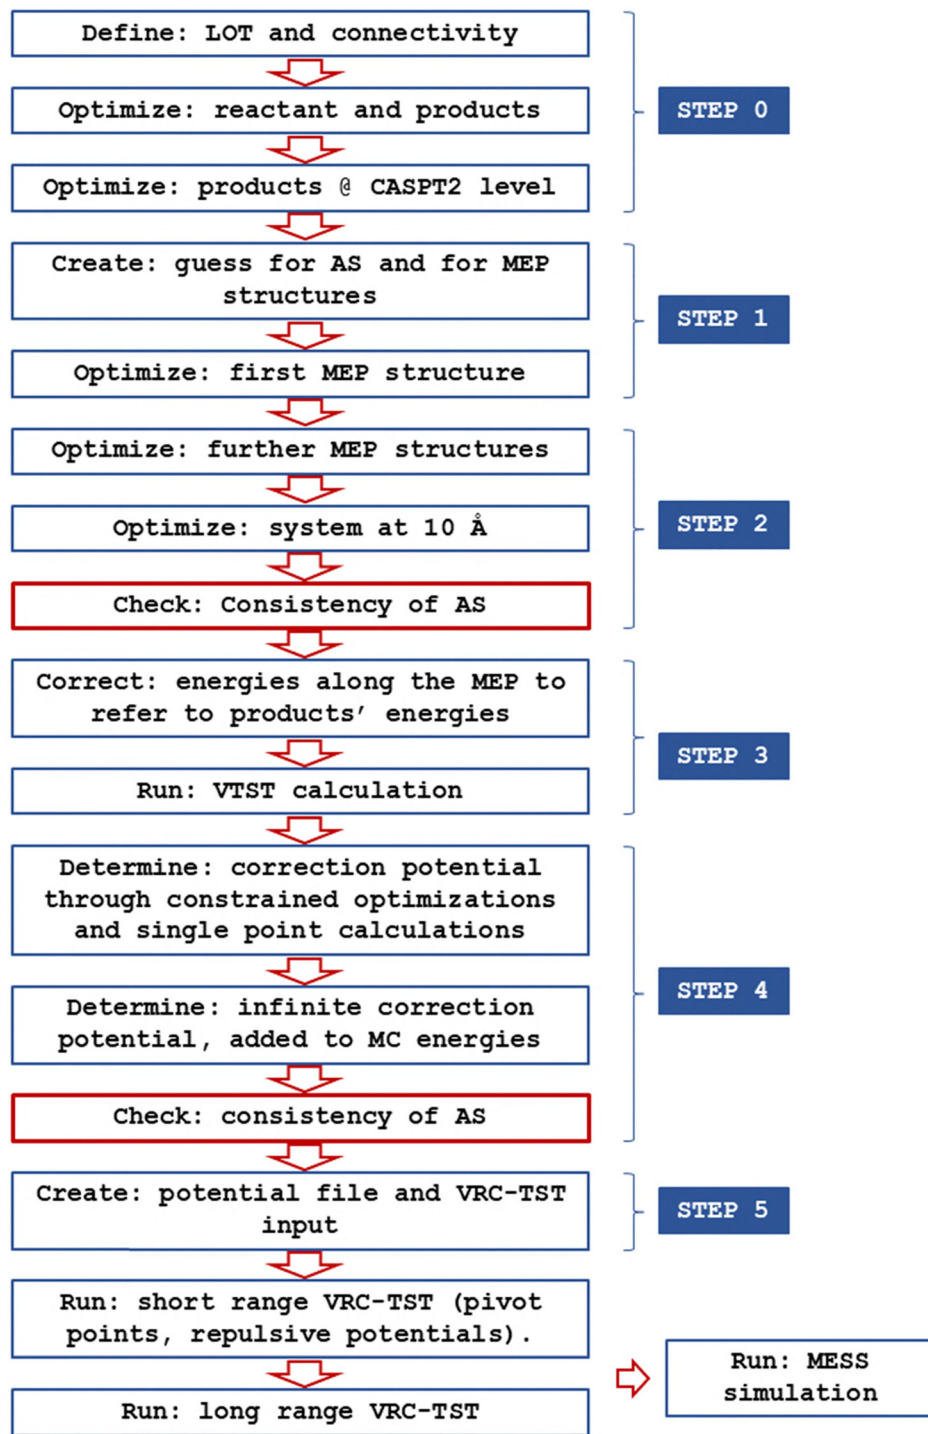 Define: LOT and connectivity
Optimize: reactant and products
STEP 0
Optimize: products @ CASPT2 level
Create: guess for AS and for MEP
structures
STEP 1
Optimize: first MEP structure
Optimize: further MEP structures
Optimize: system at 10 Å
STEP 2
Check: Consistency of AS
Correct: energies along the MEP to
refer to products’ energies
STEP 3
Run: VTST calculation
Determine: correction potential
through constrained optimizations
and single point calculations
STEP 4
Determine: infinite correction
potential, added to MC energies
Check: consistency of AS
Create: potential file and VRC-TST
input
STEP 5
Run: short range VRC-TST (pivot
points, repulsive potentials).
Run: long range VRC-TST
Run: MESS
simulation